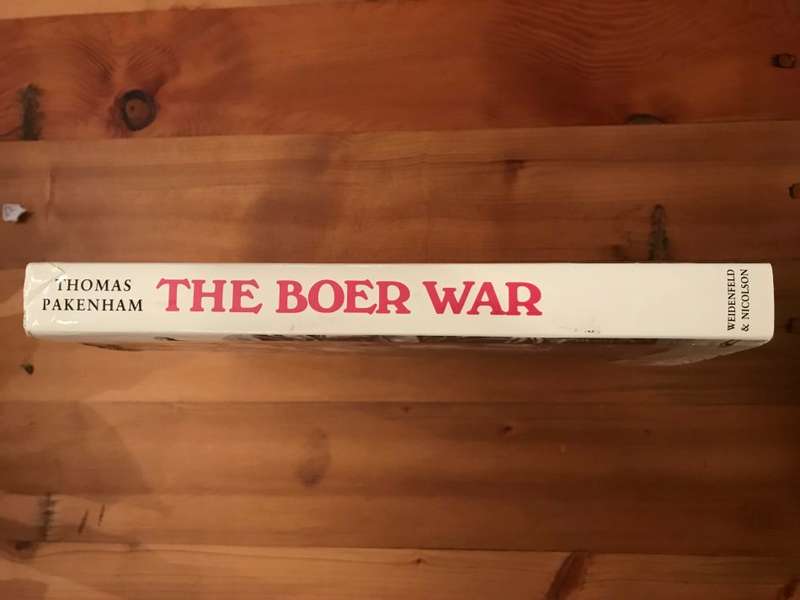 THOMAS
PAKENHAM
THE BOER WAR
WEIDENFELD
& NICOLSON